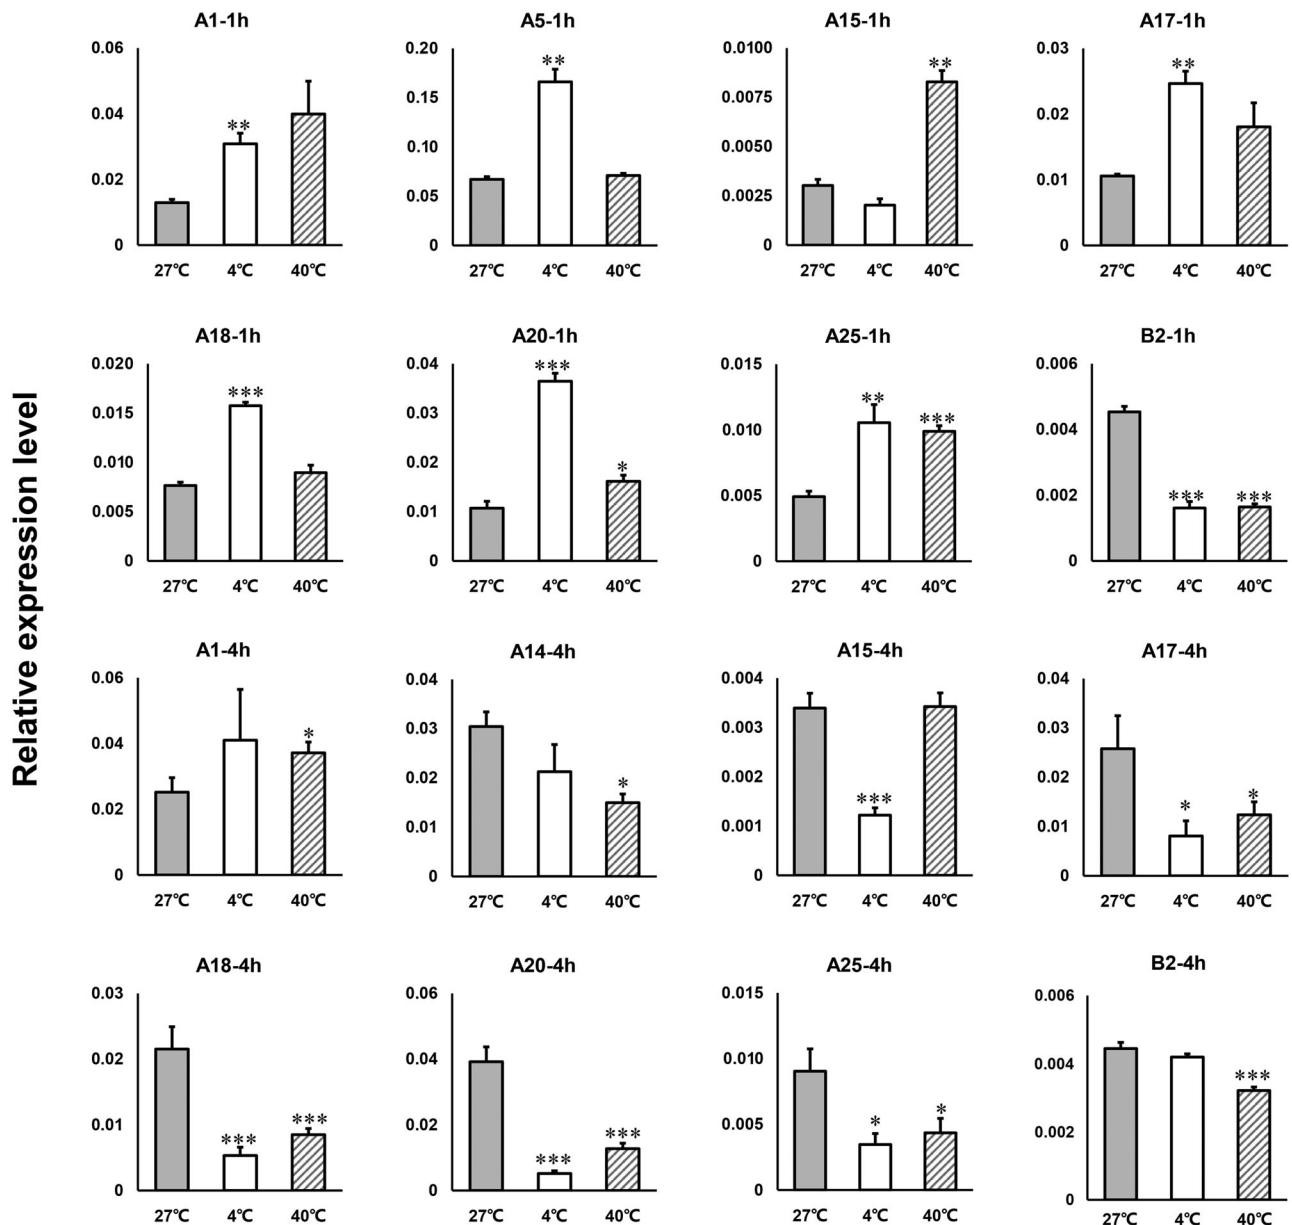 Relative expression level
A1-1h
0.06
**
0.04
0.02
0
27℃ 4℃ 40℃
A5-1h
0.20
**
0.15
0.10
0.05
0
27℃ 4℃ 40℃
A15-1h
0.0100
**
0.0075
0.0050
0.0025
0
27℃ 4℃ 40℃
A17-1h
0.03
**
0.02
0.01
0
27℃ 4℃ 40℃
A18-1h
0.020
***
0.015
0.010
0.005
0
27℃ 4℃ 40℃
A20-1h
0.04
***
0.03
0.02
*
0.01
0
27℃ 4℃ 40℃
A25-1h
0.015
**
***
0.010
0.005
0
27℃ 4℃ 40℃
B2-1h
0.006
0.004
0.002
*** ***
0
27℃ 4℃ 40℃
A1-4h
0.06
*
0.04
0.02
0
27℃ 4℃ 40℃
A14-4h
0.04
0.03
0.02
*
0.01
0
27℃ 4℃ 40℃
A15-4h
0.004
0.003
0.002
***
0.001
0
27℃ 4℃ 40℃
A17-4h
0.04
0.03
0.02
* *
0.01
0
27℃ 4℃ 40℃
A18-4h
0.03
0.02
0.01
*** ***
0
27℃ 4℃ 40℃
A20-4h
0.06
0.04
0.02
*** ***
0
27℃ 4℃ 40℃
A25-4h
0.015
0.010
* *
0.005
0
27℃ 4℃ 40℃
B2-4h
0.006
0.004
***
0.002
0
27℃ 4℃ 40℃